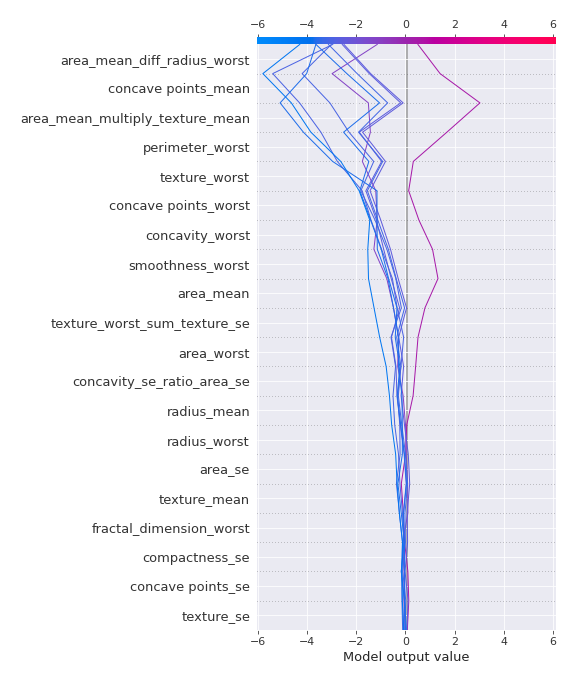 −6 −4 −2 0 2 4 6
area_mean_diff_radius_worst
concave points_mean
area_mean_multiply_texture_mean
perimeter_worst
texture_worst
concave points_worst
concavity_worst
smoothness_worst
area_mean
texture_worst_sum_texture_se
area_worst
concavity_se_ratio_area_se
radius_mean
radius_worst
area_se
texture_mean
fractal_dimension_worst
compactness_se
concave points_se
texture_se
−6 −4 −2 0 2 4 6
Model output value